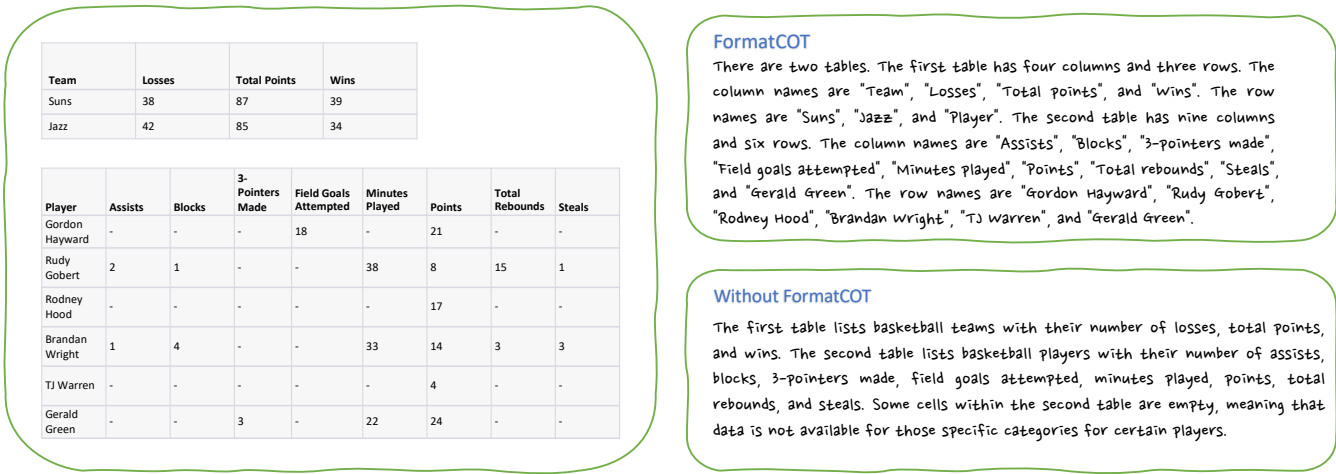 Team Losses Total Points Wins
Suns 38 87 39
Jazz 42 85 34
Player Assists Blocks 3-Pointers Made Field Goals Attempted Minutes Played Points Total Rebounds Steals
Gordon Hayward - - - 18 - 21 - -
Rudy Gobert 2 1 - - 38 8 15 1
Rodney Hood - - - - - 17 - -
Brandan Wright 1 4 - - 33 14 3 3
TJ Warren - - - - - 4 - -
Gerald Green - - 3 - 22 24 - -
FormatCOT
There are two tables. The first table has four columns and three rows. The
column names are "Team", "Losses", "Total points", and "Wins". The row
names are "Suns", "Jazz", and "Player". The second table has nine columns
and six rows. The column names are "Assists", "Blocks", "3-pointers made",
"Field goals attempted", "Minutes played", "Points", "Total rebounds", "Steals",
and "Gerald Green". The row names are "Gordon Hayward", "Rudy Gobert",
"Rodney Hood", "Brandan Wright", "TJ Warren", and "Gerald Green".
Without FormatCOT
The first table lists basketball teams with their number of losses, total points,
and wins. The second table lists basketball players with their number of assists,
blocks, 3-pointers made, field goals attempted, minutes played, points, total
rebounds, and steals. Some cells within the second table are empty, meaning that
data is not available for those specific categories for certain players.